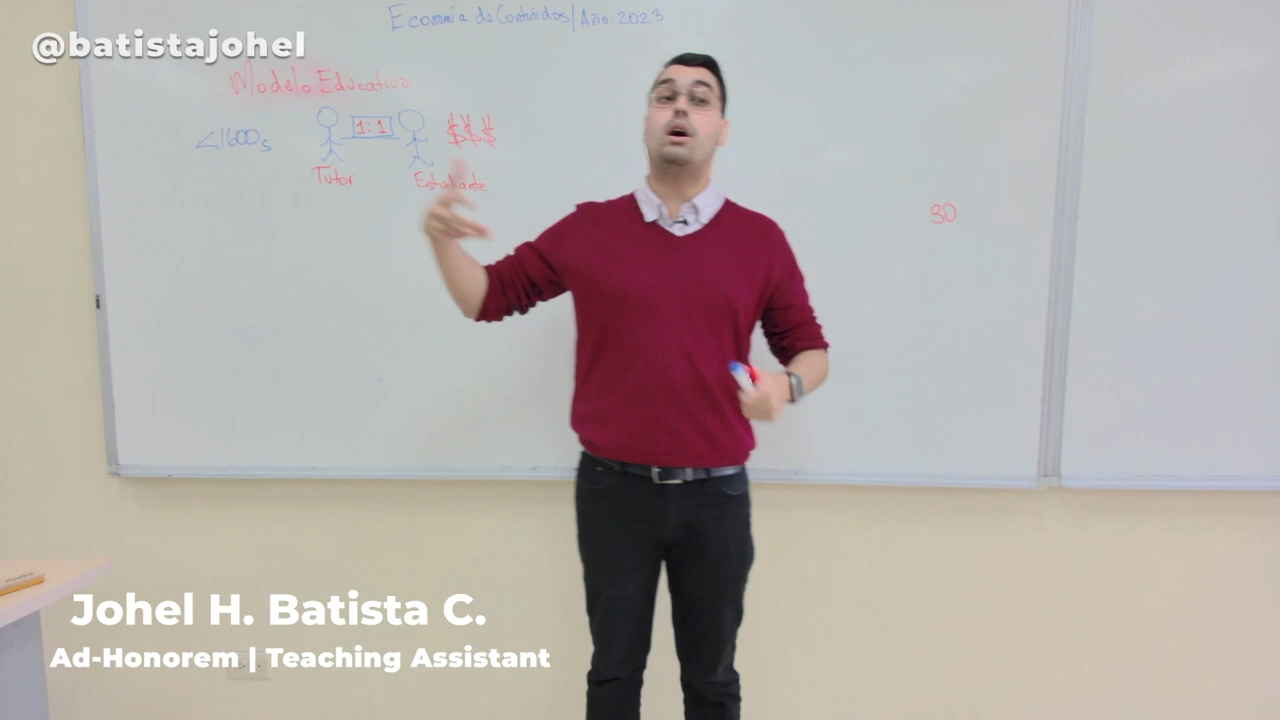 Economía de Contenidos/Año:2023
@batistajohel
Modelo Educativo
<1600s
1:1
$$$
Tutor
Estudiante
30
Johel H. Batista C.
Ad-Honorem | Teaching Assistant